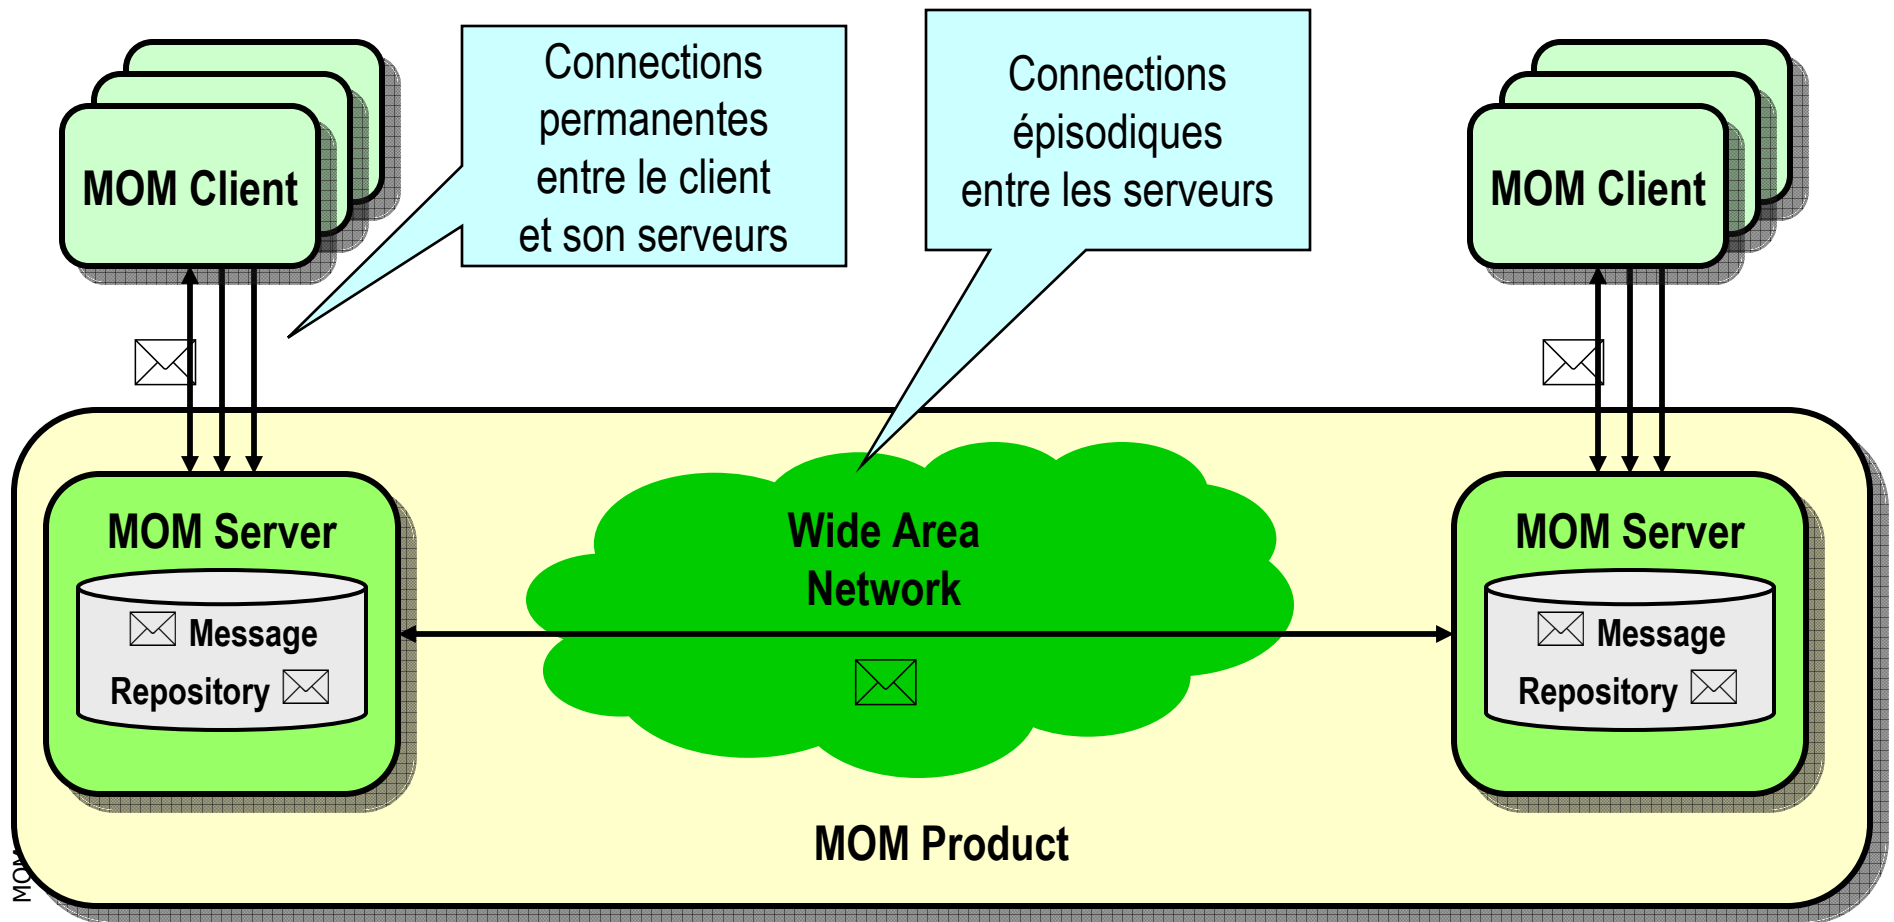 Connections
permanentes
entre le client
et son serveurs
Connections
épisodiques
entre les serveurs
MOM Client
MOM Client
MOM Server
Message
Repository
Wide Area
Network
MOM Server
Message
Repository
MOM Product
MOM